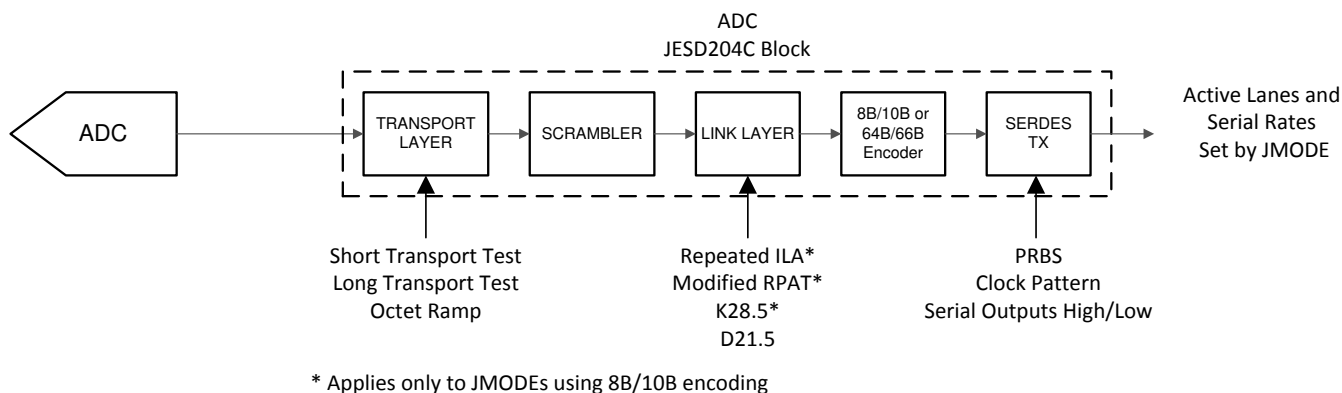 ADC
JESD204C Block
ADC
TRANSPORT
LAYER
SCRAMBLER
LINK LAYER
8B/10B or
64B/66B
Encoder
SERDES
TX
Active Lanes and
Serial Rates
Set by JMODE
Short Transport Test
Long Transport Test
Octet Ramp
Repeated ILA*
Modified RPAT*
K28.5*
D21.5
PRBS
Clock Pattern
Serial Outputs High/Low
* Applies only to JMODEs using 8B/10B encoding